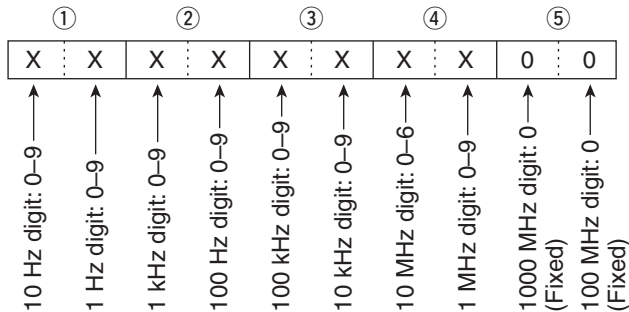 ① ② ③ ④ ⑤
X X X X X X X X 0 0
10 Hz digit: 0–9
1 Hz digit: 0–9
1 kHz digit: 0–9
100 Hz digit: 0–9
100 kHz digit: 0–9
10 kHz digit: 0–9
10 MHz digit: 0–6
1 MHz digit: 0–9
1000 MHz digit: 0
(Fixed)
100 MHz digit: 0
(Fixed)